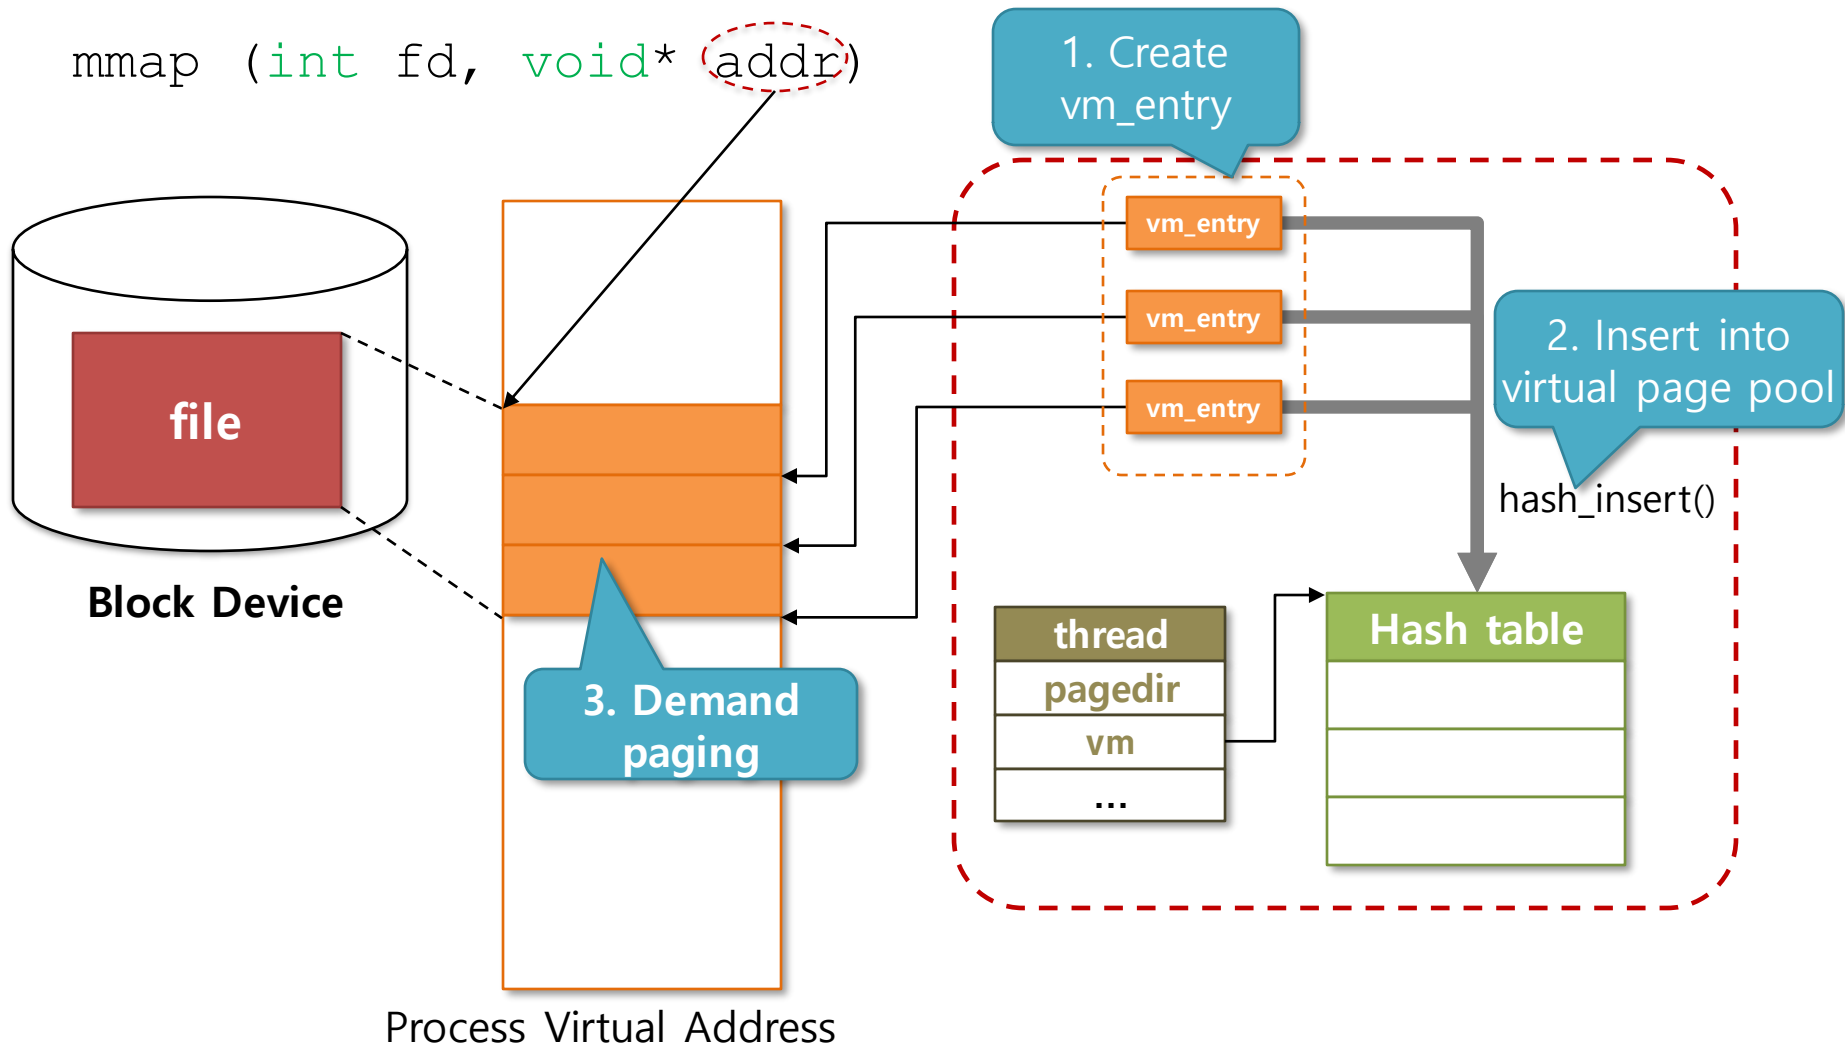 mmap (int fd, void* addr)
1. Create
vm_entry
vm_entry
vm_entry
vm_entry
2. Insert into
virtual page pool
hash_insert()
file
Block Device
3. Demand
paging
thread
pagedir
vm
...
Hash table
Process Virtual Address